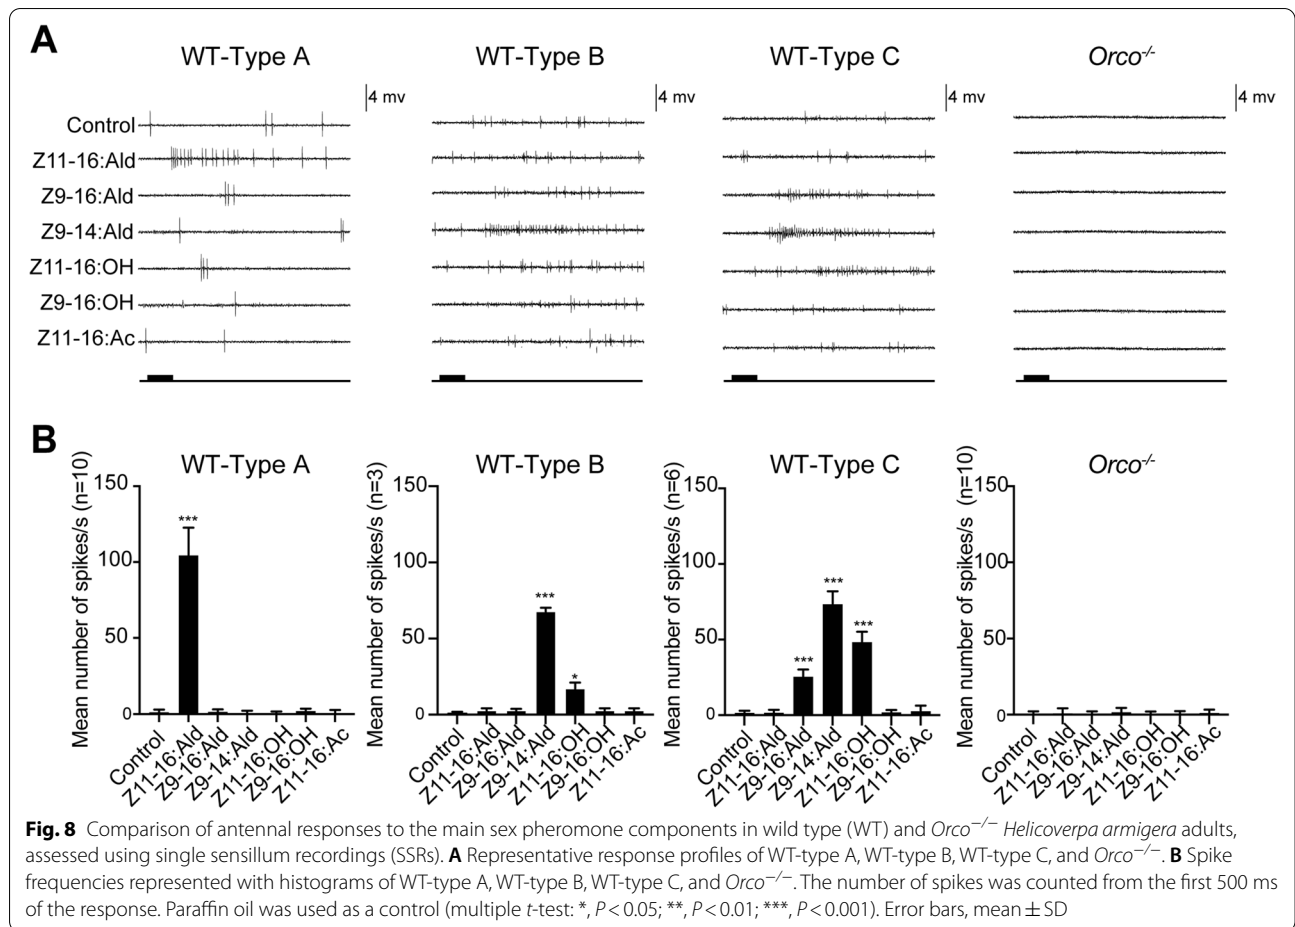 A
WT-Type A
WT-Type B
WT-Type C
Orco-/-
4 mv
4 mv
4 mv
4 mv
Control
Z11-16:Ald
Z9-16:Ald
Z9-14:Ald
Z11-16:OH
Z9-16:OH
Z11-16:Ac
B
WT-Type A
Mean number of spikes/s (n=10)
150
100
50
0
***
Control
Z11-16:Ald
Z9-16:Ald
Z9-14:Ald
Z11-16:OH
Z9-16:OH
Z11-16:Ac
WT-Type B
Mean number of spikes/s (n=3)
150
100
50
0
***
*
Control
Z11-16:Ald
Z9-16:Ald
Z9-14:Ald
Z11-16:OH
Z9-16:OH
Z11-16:Ac
WT-Type C
Mean number of spikes/s (n=6)
150
100
50
0
***
***
***
Control
Z11-16:Ald
Z9-16:Ald
Z9-14:Ald
Z11-16:OH
Z9-16:OH
Z11-16:Ac
Orco-/-
Mean number of spikes/s (n=10)
150
100
50
0
Control
Z11-16:Ald
Z9-16:Ald
Z9-14:Ald
Z11-16:OH
Z9-16:OH
Z11-16:Ac
Fig. 8 Comparison of antennal responses to the main sex pheromone components in wild type (WT) and Orco−/− Helicoverpa armigera adults,
assessed using single sensillum recordings (SSRs). A Representative response profiles of WT-type A, WT-type B, WT-type C, and Orco−/−. B Spike
frequencies represented with histograms of WT-type A, WT-type B, WT-type C, and Orco−/−. The number of spikes was counted from the first 500 ms
of the response. Paraffin oil was used as a control (multiple t-test: *, P < 0.05; **, P < 0.01; ***, P < 0.001). Error bars, mean ± SD